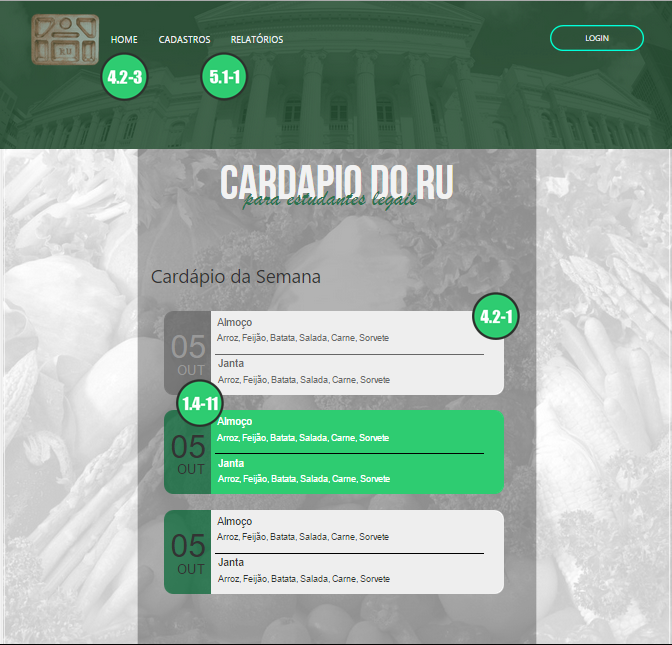 RU
HOME CADASTROS RELATÓRIOS LOGIN
4.2-3 5.1-1
CARDAPIO DO RU
para estudantes legais
Cardápio da Semana
4.2-1
Almoço
Arroz, Feijão, Batata, Salada, Carne, Sorvete
05
OUT
Janta
Arroz, Feijão, Batata, Salada, Carne, Sorvete
1.4-11
Almoço
Arroz, Feijão, Batata, Salada, Carne, Sorvete
05
OUT
Janta
Arroz, Feijão, Batata, Salada, Carne, Sorvete
Almoço
Arroz, Feijão, Batata, Salada, Carne, Sorvete
05
OUT
Janta
Arroz, Feijão, Batata, Salada, Carne, Sorvete